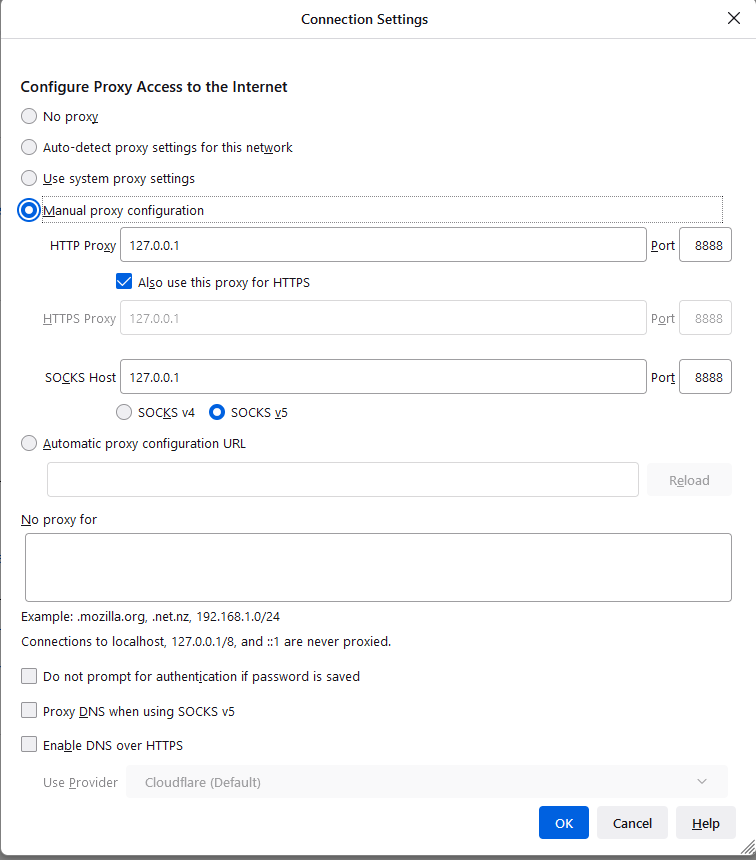 Connection Settings
Configure Proxy Access to the Internet
No proxy
Auto-detect proxy settings for this network
Use system proxy settings
Manual proxy configuration
HTTP Proxy 127.0.0.1 Port 8888
Also use this proxy for HTTPS
HTTPS Proxy 127.0.0.1 Port 8888
SOCKS Host 127.0.0.1 Port 8888
SOCKS v4 SOCKS v5
Automatic proxy configuration URL
Reload
No proxy for
Example: .mozilla.org, .net.nz, 192.168.1.0/24
Connections to localhost, 127.0.0.1/8, and ::1 are never proxied.
Do not prompt for authentication if password is saved
Proxy DNS when using SOCKS v5
Enable DNS over HTTPS
Use Provider Cloudflare (Default)
OK Cancel Help